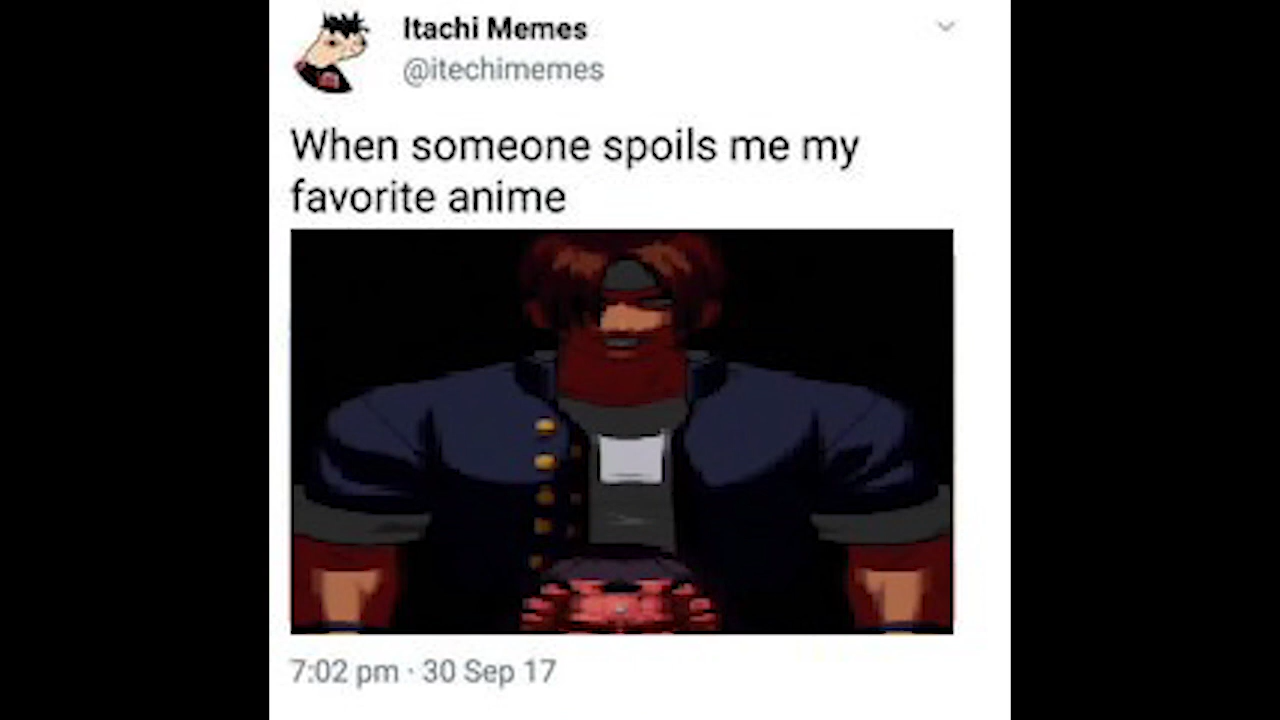 Itachi Memes
@itechimemes
When someone spoils me my
favorite anime
7:02 pm · 30 Sep 17